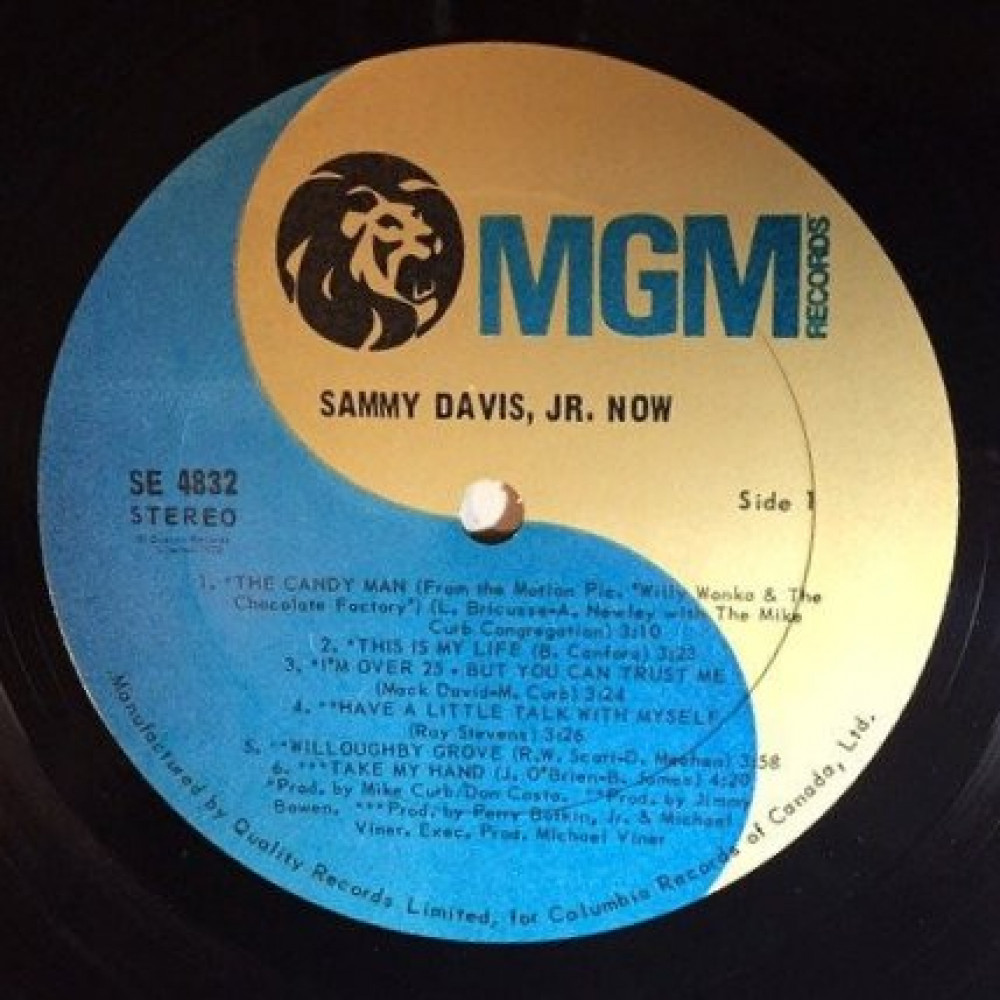 MGM RECORDS
SAMMY DAVIS, JR. NOW
SE 4832
STEREO
Side 1
1. *THE CANDY MAN (From the Motion Pic. "Willy Wonka & The
Chocolate Factory") (L. Bricusse-A. Newley with The Mike
Curb Congregation) 3:10
2. *THIS IS MY LIFE (B. Canfora) 3:23
3. *I'M OVER 25 - BUT YOU CAN TRUST ME
(Mack David-M. Curb) 3:24
4. **HAVE A LITTLE TALK WITH MYSELF
(Ray Stevens) 3:26
5. **WILLOUGHBY GROVE (R.W. Scott-D. Meehan) 3:58
6. ***TAKE MY HAND (J. O'Brien-B. James) 4:20
*Prod. by Mike Curb/Don Costa. **Prod. by Jimmy
Bowen. ***Prod. by Perry Botkin, Jr. & Michael
Viner. Exec. Prod. Michael Viner
Manufactured by Quality Records Limited, for Columbia Records of Canada, Ltd.